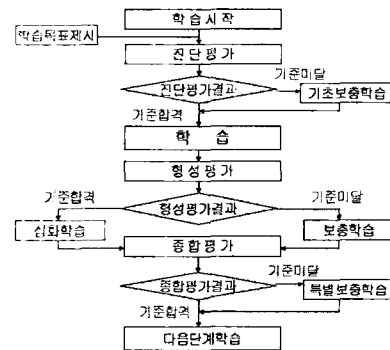 학습시작
학습목표제시
진단평가
진단평가결과
기준미달
기초보충학습
기준합격
학 습
형성평가
기준합격
형성평가결과
기준미달
심화학습
보충학습
종합평가
종합평가결과
기준미달
특별보충학습
기준합격
다음단계학습